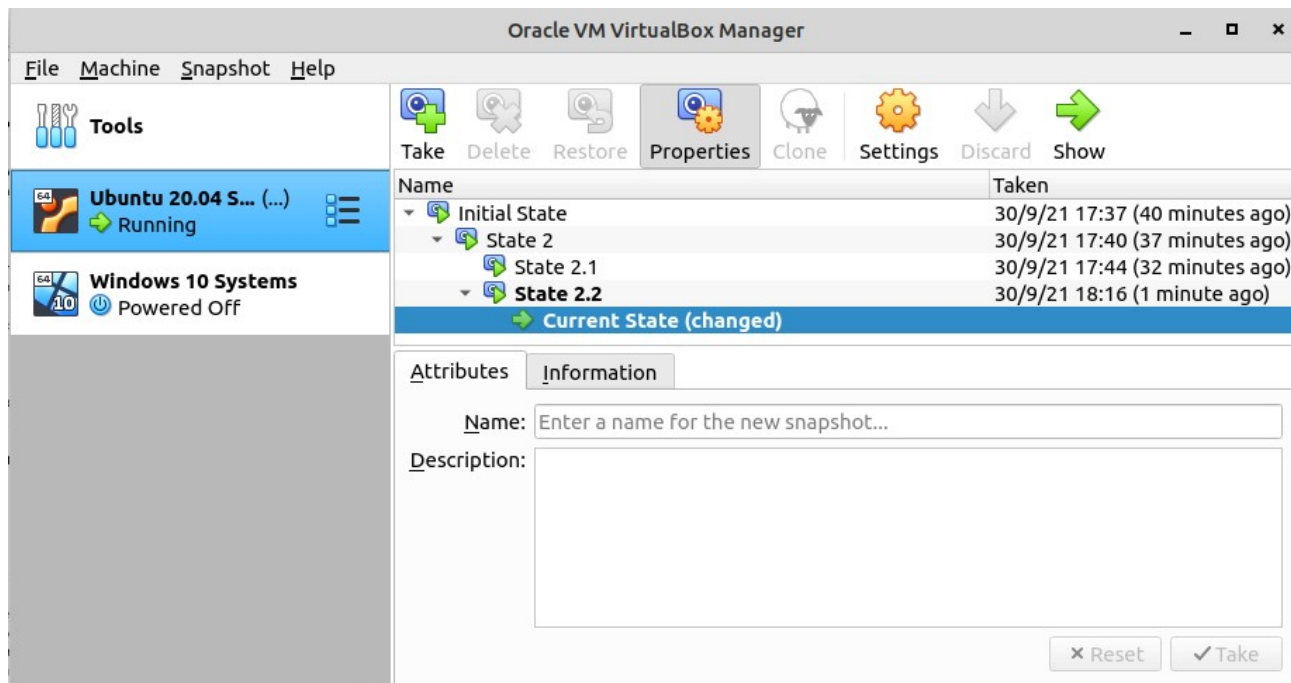 Oracle VM VirtualBox Manager
File Machine Snapshot Help
Tools
Take Delete Restore Properties Clone Settings Discard Show
64
Ubuntu 20.04 S... (...)
Running
64
10
Windows 10 Systems
Powered Off
Name Taken
Initial State 30/9/21 17:37 (40 minutes ago)
State 2 30/9/21 17:40 (37 minutes ago)
State 2.1 30/9/21 17:44 (32 minutes ago)
State 2.2 30/9/21 18:16 (1 minute ago)
Current State (changed)
Attributes Information
Name: Enter a name for the new snapshot...
Description:
Reset Take